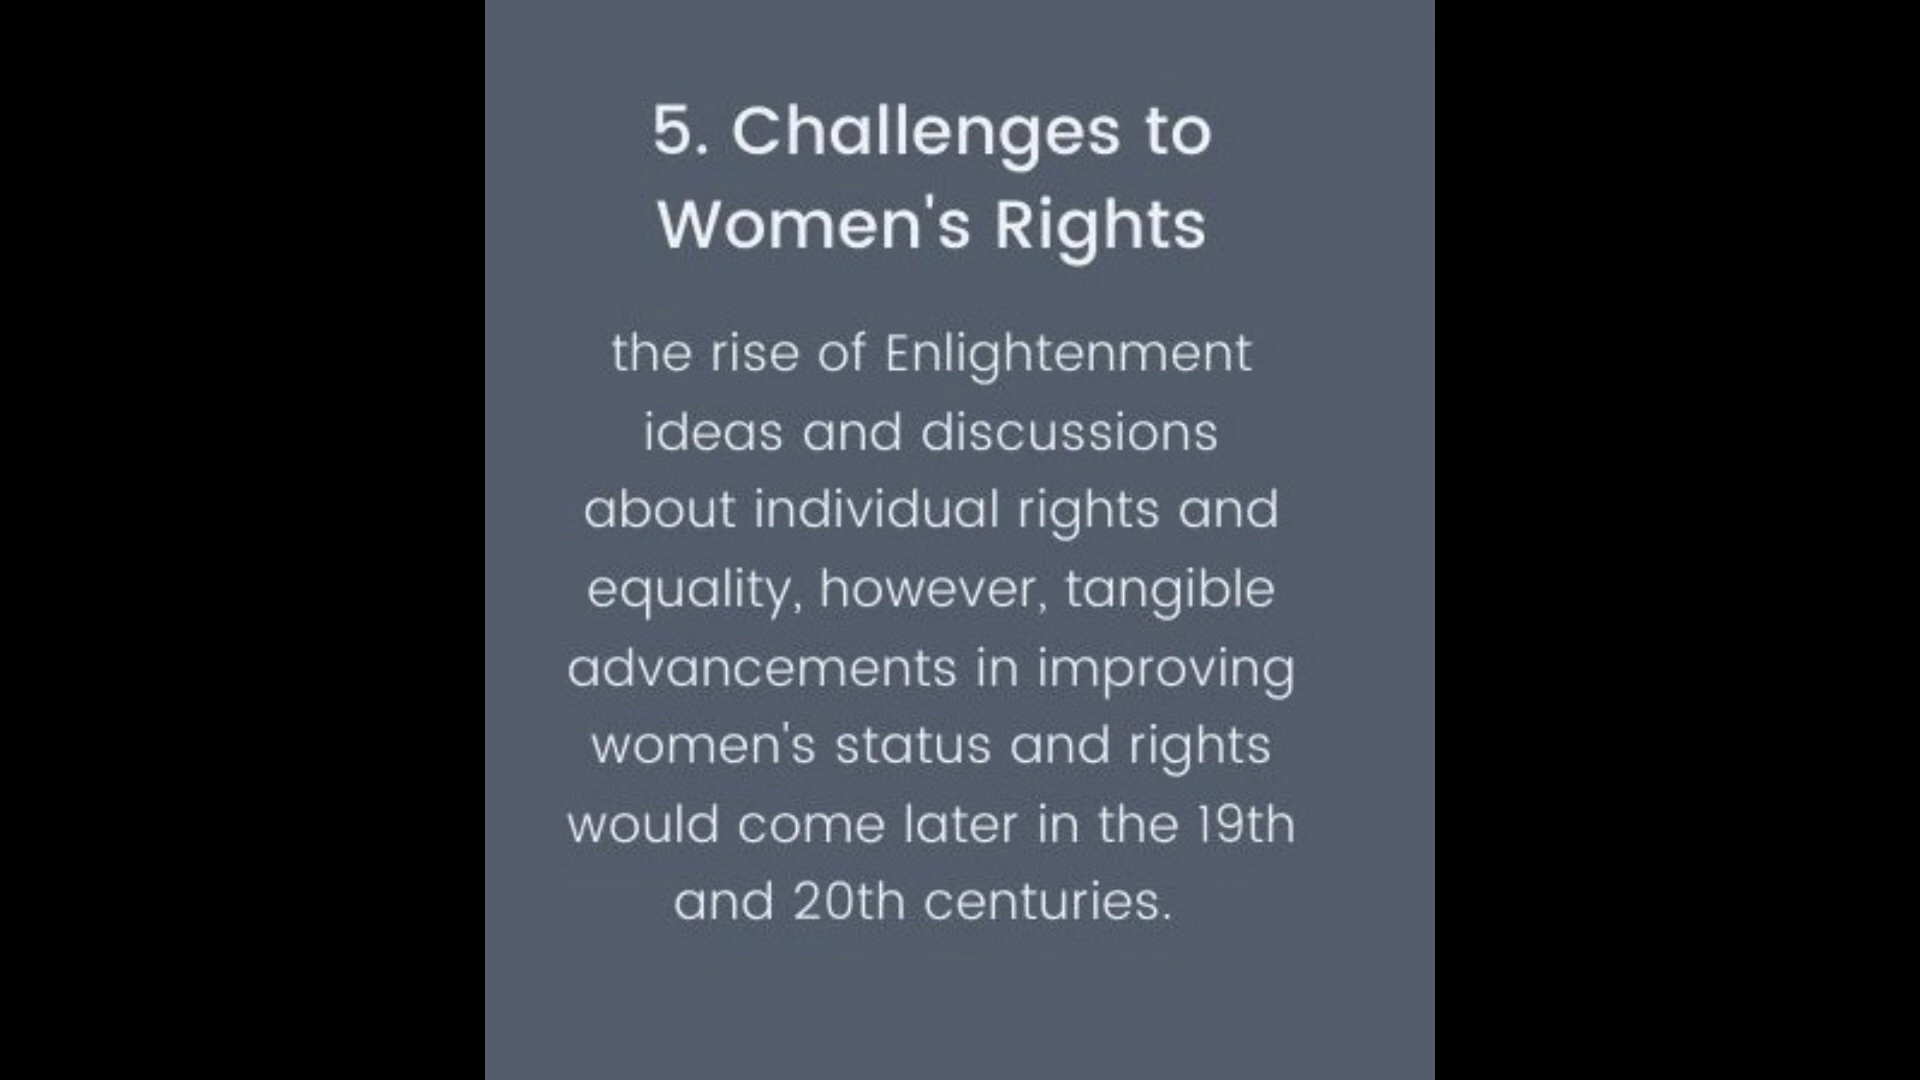 5. Challenges to
Women's Rights
the rise of Enlightenment
ideas and discussions
about individual rights and
equality, however, tangible
advancements in improving
women's status and rights
would come later in the 19th
and 20th centuries.